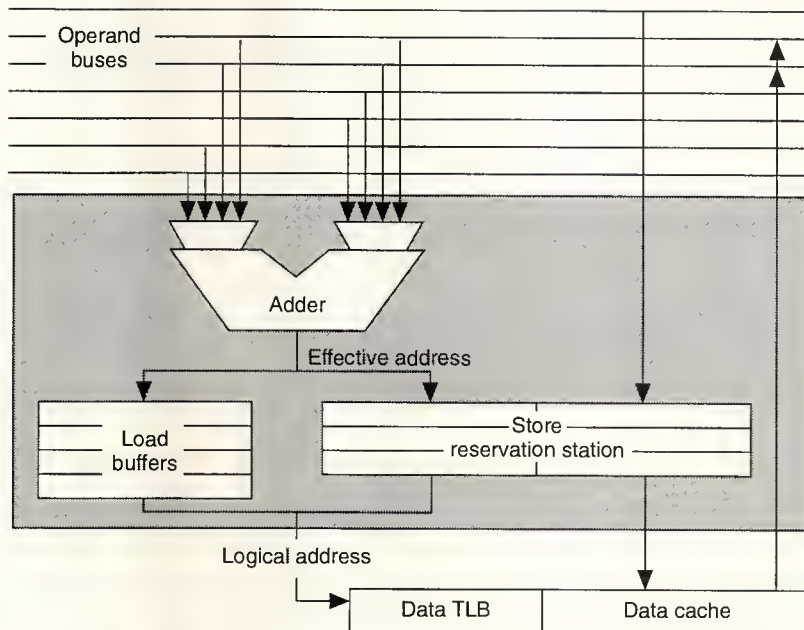 Operand
buses
Adder
Effective address
Load
buffers
Store
reservation station
Logical address
Data TLB
Data cache